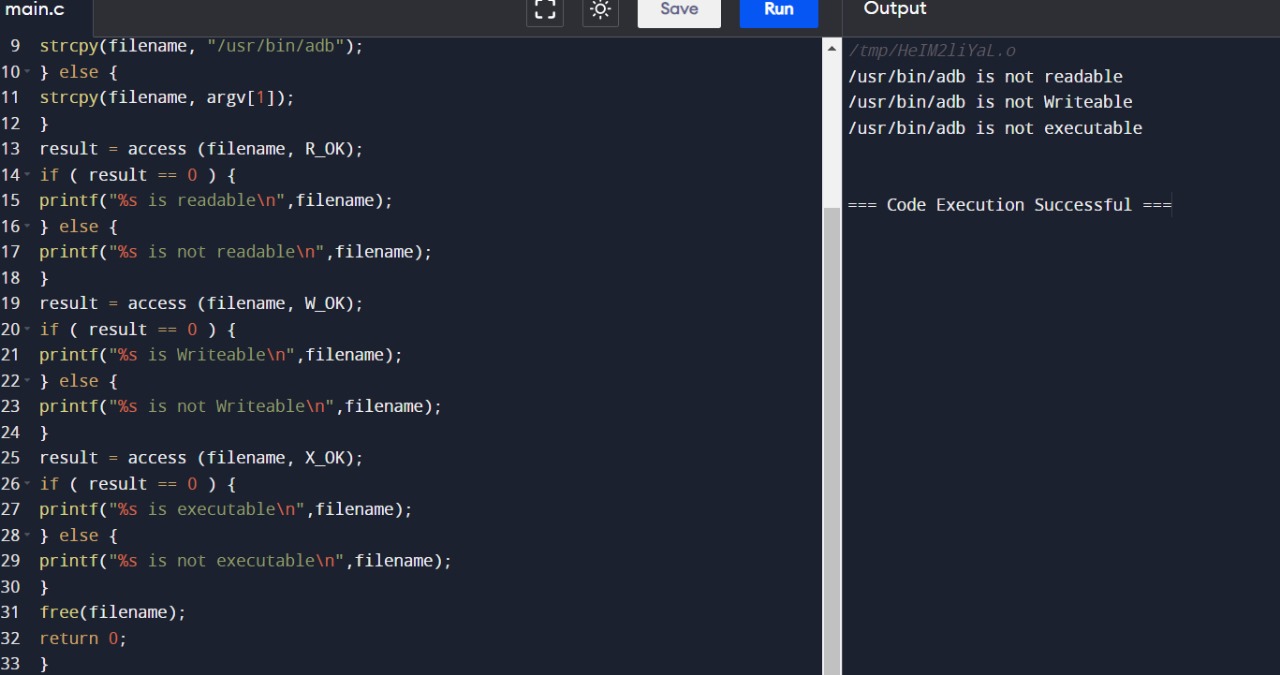 main.c
Save
Run
Output
9 strcpy(filename, "/usr/bin/adb");
10 } else {
11 strcpy(filename, argv[1]);
12 }
13 result = access (filename, R_OK);
14 if ( result == 0 ) {
15 printf("%s is readable\n",filename);
16 } else {
17 printf("%s is not readable\n",filename);
18 }
19 result = access (filename, W_OK);
20 if ( result == 0 ) {
21 printf("%s is Writeable\n",filename);
22 } else {
23 printf("%s is not Writeable\n",filename);
24 }
25 result = access (filename, X_OK);
26 if ( result == 0 ) {
27 printf("%s is executable\n",filename);
28 } else {
29 printf("%s is not executable\n",filename);
30 }
31 free(filename);
32 return 0;
33 }
/tmp/HeIM2liYaL.o
/usr/bin/adb is not readable
/usr/bin/adb is not Writeable
/usr/bin/adb is not executable
=== Code Execution Successful ===